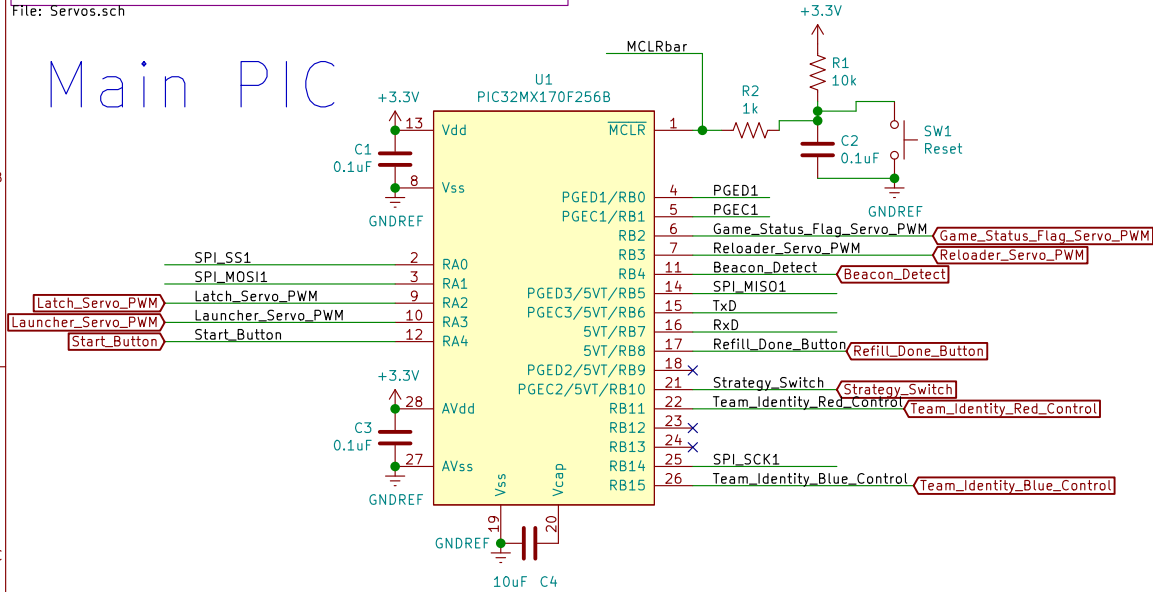 File: Servos.sch
Main PIC
+3.3V
MCLRbar
R1
10k
R2
1k
U1
PIC32MX170F256B
+3.3V
13
Vdd
MCLR
1
C1
0.1uF
C2
0.1uF
SW1
Reset
8
Vss
GNDREF
GNDREF
PGED1/RB0
4
PGED1
PGEC1/RB1
5
PGEC1
RB2
6
Game_Status_Flag_Servo_PWM
Game_Status_Flag_Servo_PWM
RB3
7
Reloader_Servo_PWM
Reloader_Servo_PWM
RB4
11
Beacon_Detect
Beacon_Detect
SPI_SS1
2
RA0
SPI_MOSI1
3
RA1
Latch_Servo_PWM
Latch_Servo_PWM
9
RA2
Launcher_Servo_PWM
Launcher_Servo_PWM
10
RA3
Start_Button
Start_Button
12
RA4
PGED3/5VT/RB5
14
SPI_MISO1
PGEC3/5VT/RB6
15
TxD
5VT/RB7
16
RxD
5VT/RB8
17
Refill_Done_Button
Refill_Done_Button
PGED2/5VT/RB9
18
PGEC2/5VT/RB10
21
Strategy_Switch
Strategy_Switch
RB11
22
Team_Identity_Red_Control
Team_Identity_Red_Control
RB12
23
RB13
24
RB14
25
SPI_SCK1
RB15
26
Team_Identity_Blue_Control
Team_Identity_Blue_Control
+3.3V
28
AVdd
C3
0.1uF
27
AVss
GNDREF
Vss
Vcap
19
20
GNDREF
10uF C4